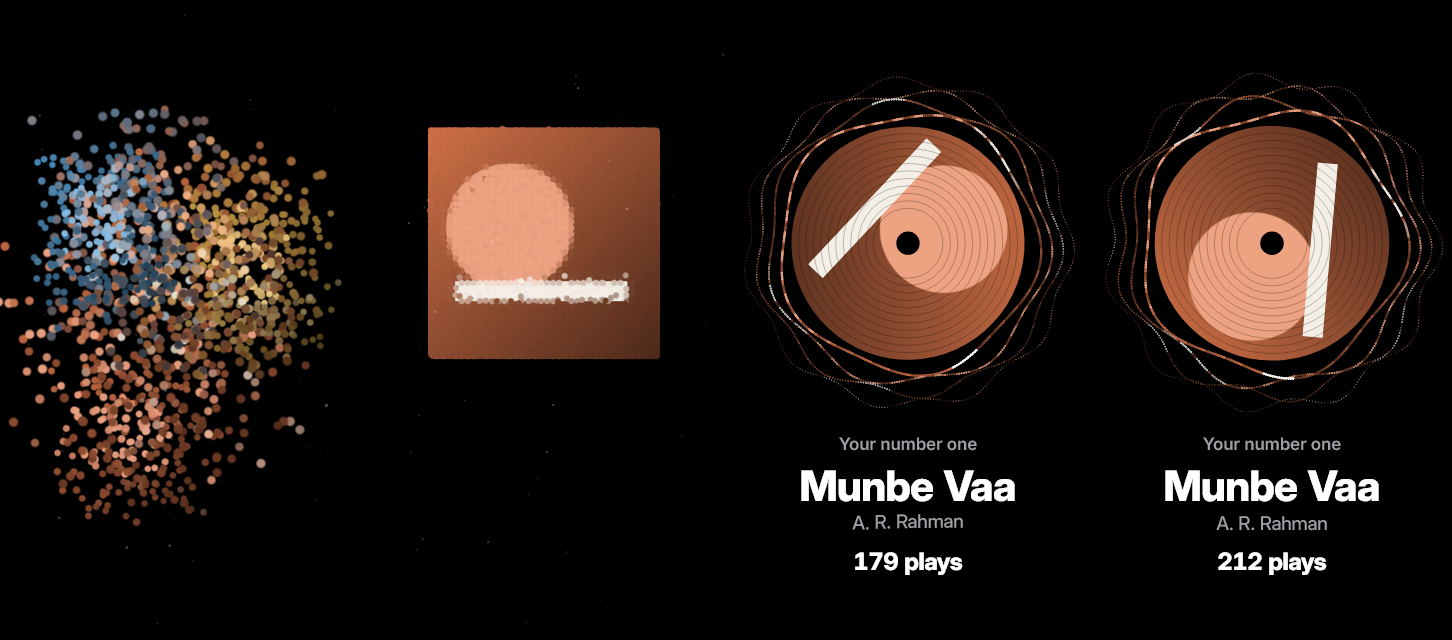 Your number one
Munbe Vaa
A. R. Rahman
179 plays
Your number one
Munbe Vaa
A. R. Rahman
212 plays